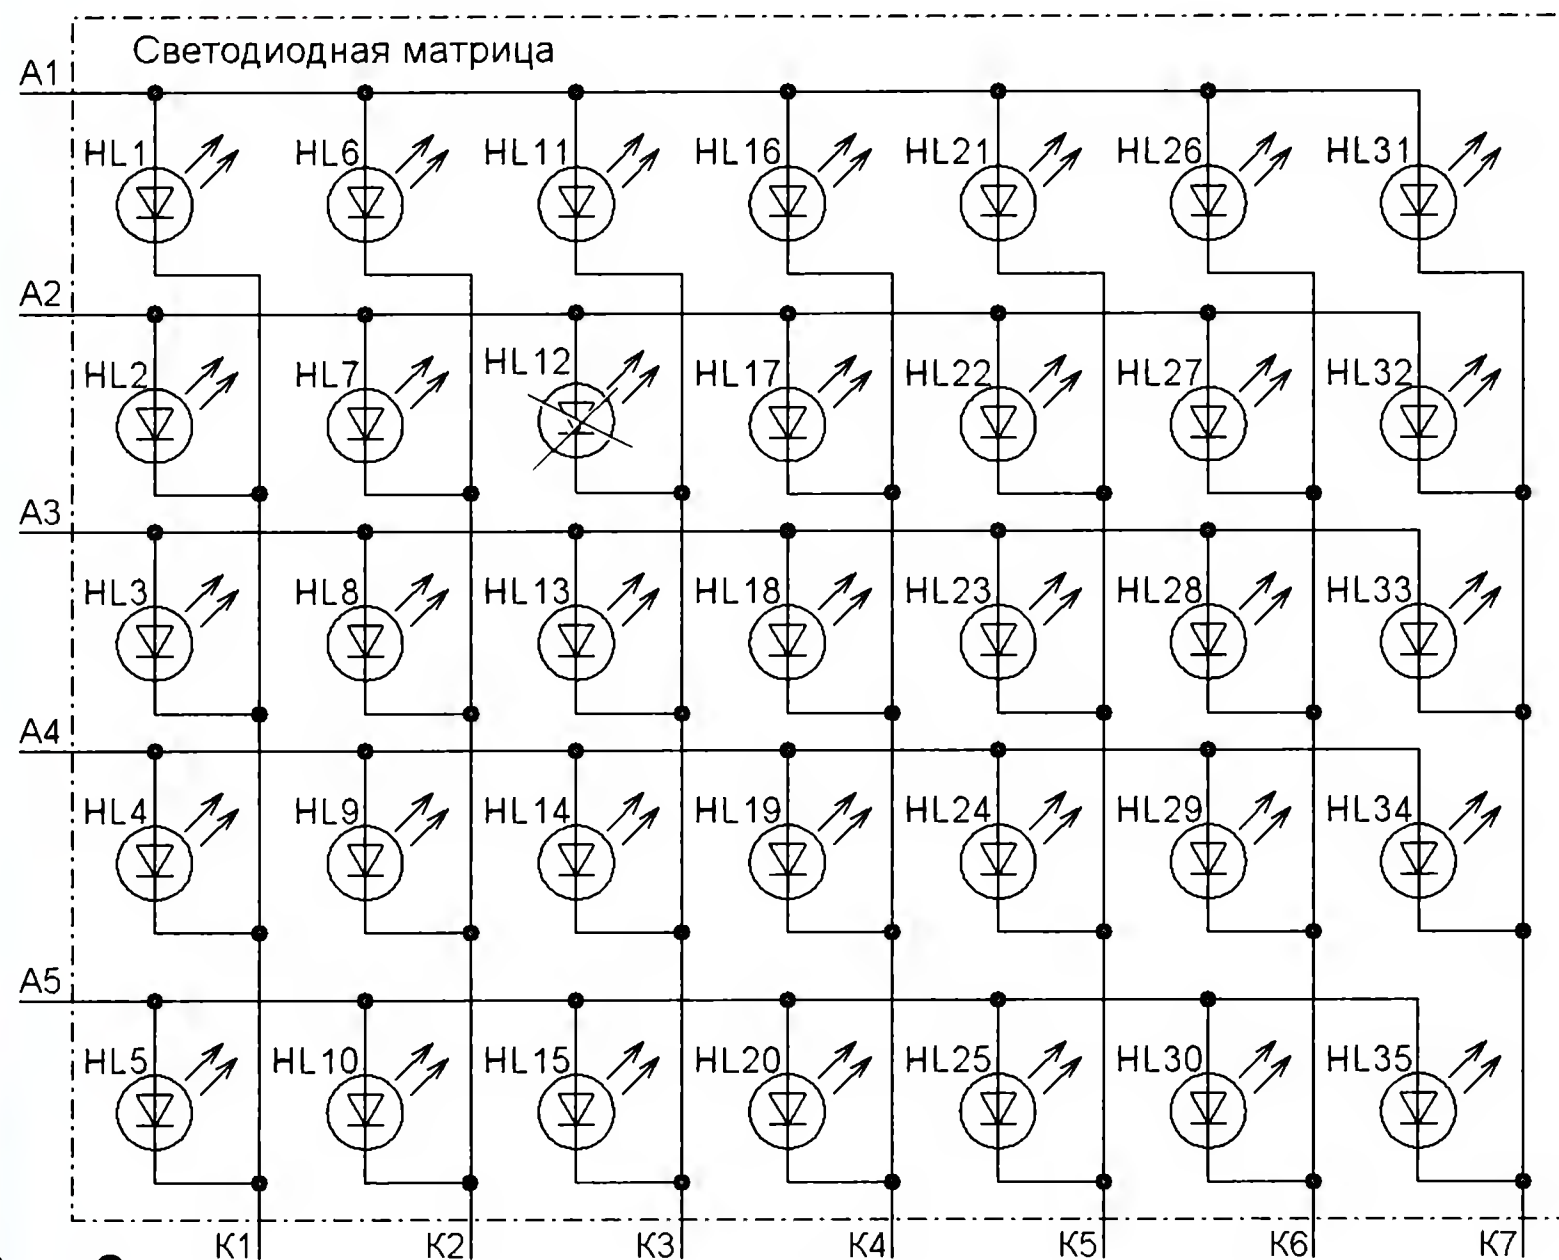 Светодиодная матрица
A1
HL1 HL6 HL11 HL16 HL21 HL26 HL31
A2
HL2 HL7 HL12 HL17 HL22 HL27 HL32
A3
HL3 HL8 HL13 HL18 HL23 HL28 HL33
A4
HL4 HL9 HL14 HL19 HL24 HL29 HL34
A5
HL5 HL10 HL15 HL20 HL25 HL30 HL35
K1 K2 K3 K4 K5 K6 K7